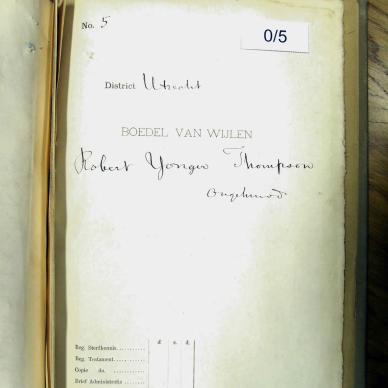 No. 5
0/5
District Utrecht
BOEDEL VAN WIJLEN
Robert Yonger Thompson
Ongehuwd
£ s. d.
Reg. Sterfkennis..........
Reg. Testament..........
Copie do. ..........
Brief Administratie ........